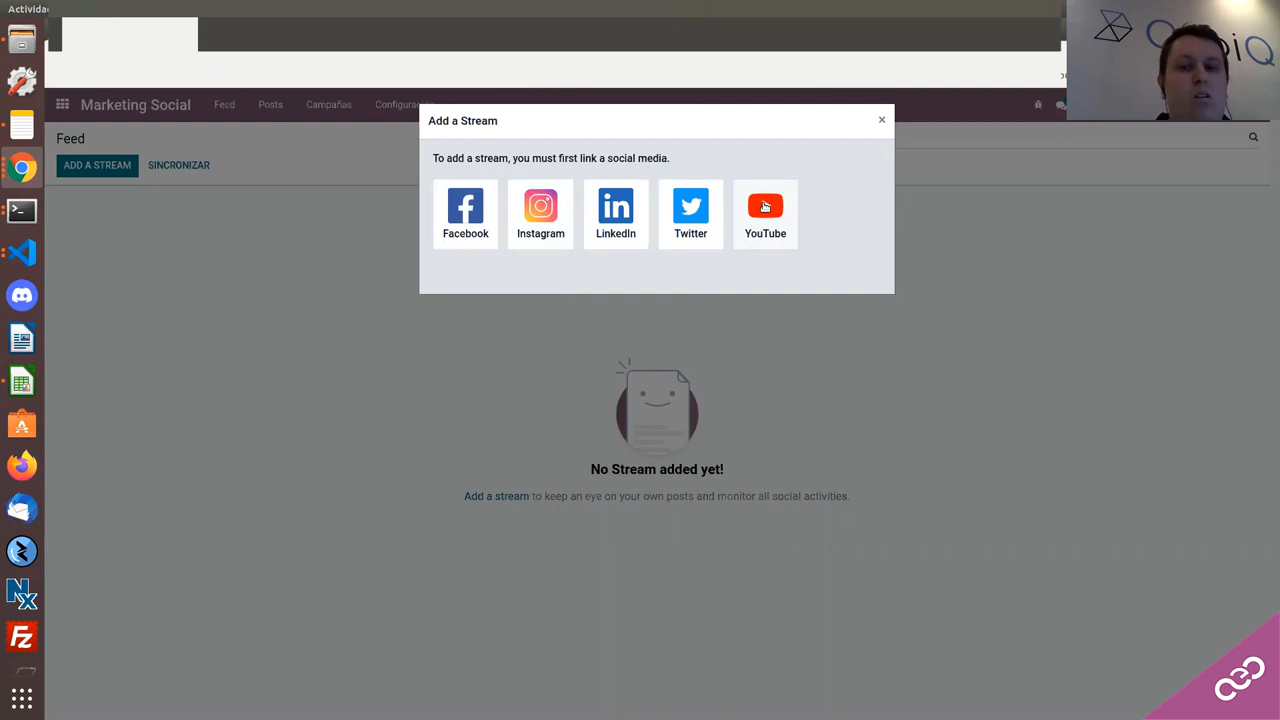 Activida
Marketing Social
Feed
Posts
Campañas
Configuración
Feed
ADD A STREAM
SINCRONIZAR
Add a Stream
×
To add a stream, you must first link a social media.
Facebook
Instagram
LinkedIn
Twitter
YouTube
No Stream added yet!
Add a stream to keep an eye on your own posts and monitor all social activities.